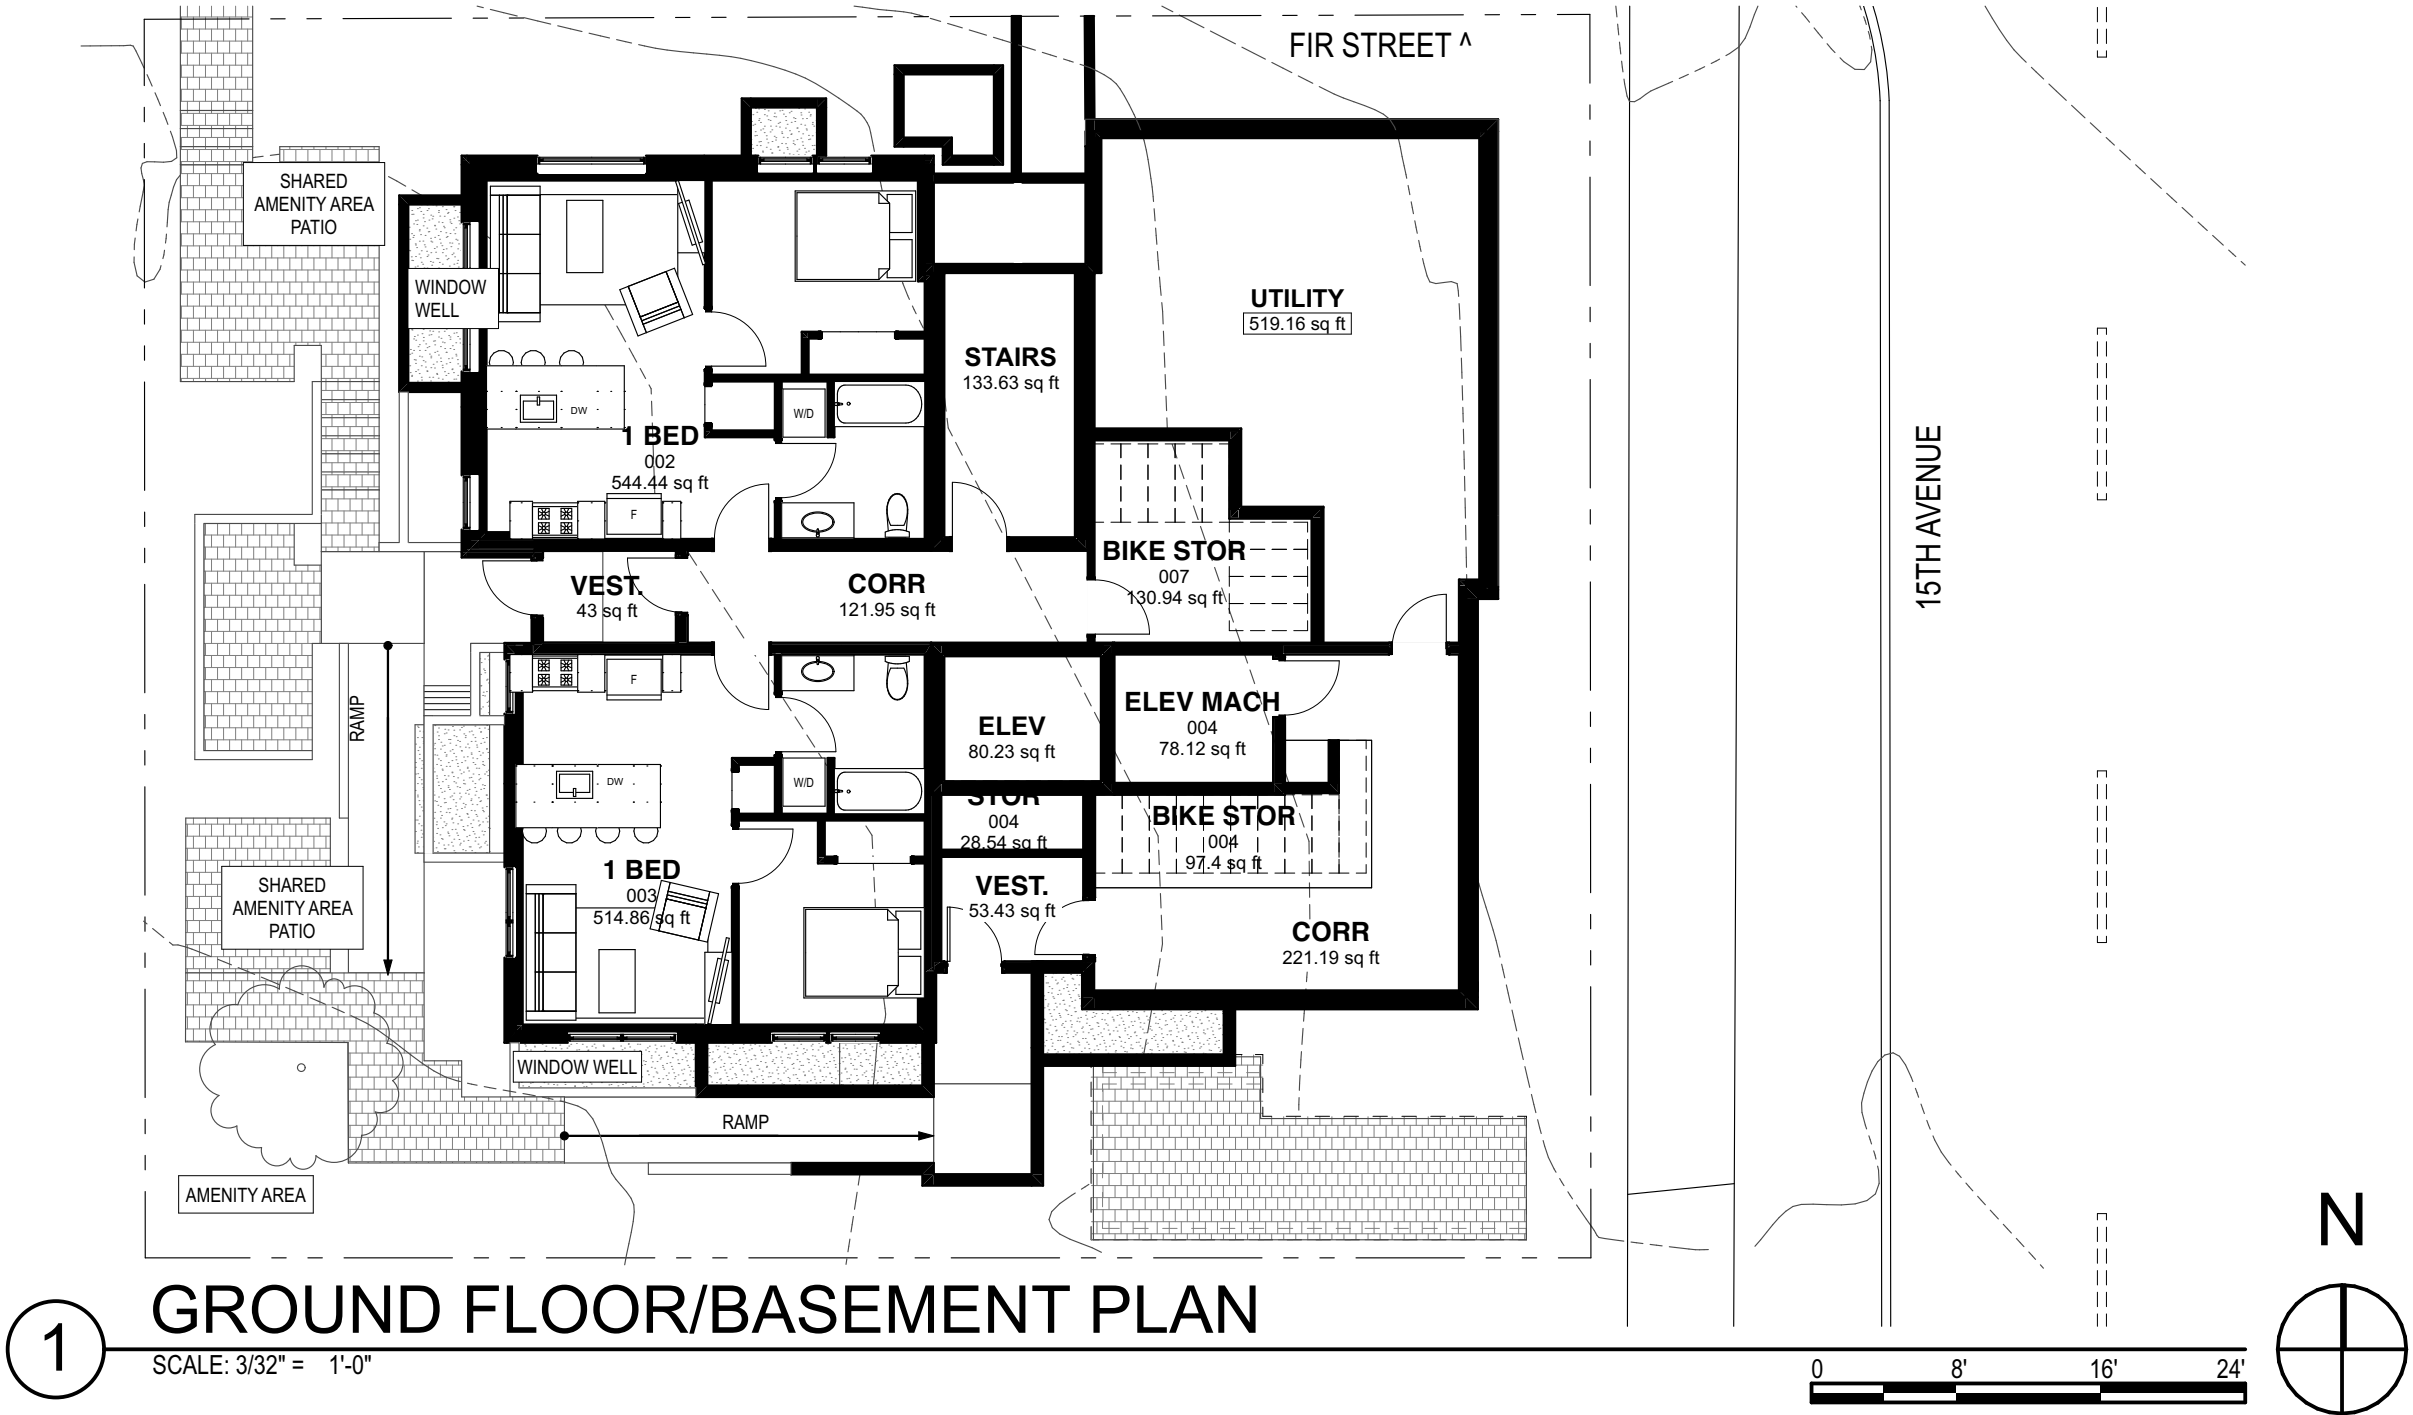 FIR STREET ^
SHARED
AMENITY AREA
PATIO
WINDOW
WELL
UTILITY
519.16 sq ft
STAIRS
133.63 sq ft
W/D
DW
1 BED
002
544.44 sq ft
F
15TH AVENUE
BIKE STOR
007
130.94 sq ft
VEST.
43 sq ft
CORR
121.95 sq ft
F
RAMP
ELEV MACH
004
78.12 sq ft
ELEV
80.23 sq ft
DW
W/D
STOR
004
28.54 sq ft
BIKE STOR
004
97.4 sq ft
1 BED
003
514.86 sq ft
VEST.
53.43 sq ft
SHARED
AMENITY AREA
PATIO
CORR
221.19 sq ft
WINDOW WELL
RAMP
AMENITY AREA
N
1
GROUND FLOOR/BASEMENT PLAN
SCALE: 3/32" = 1'-0"
0 8' 16' 24'